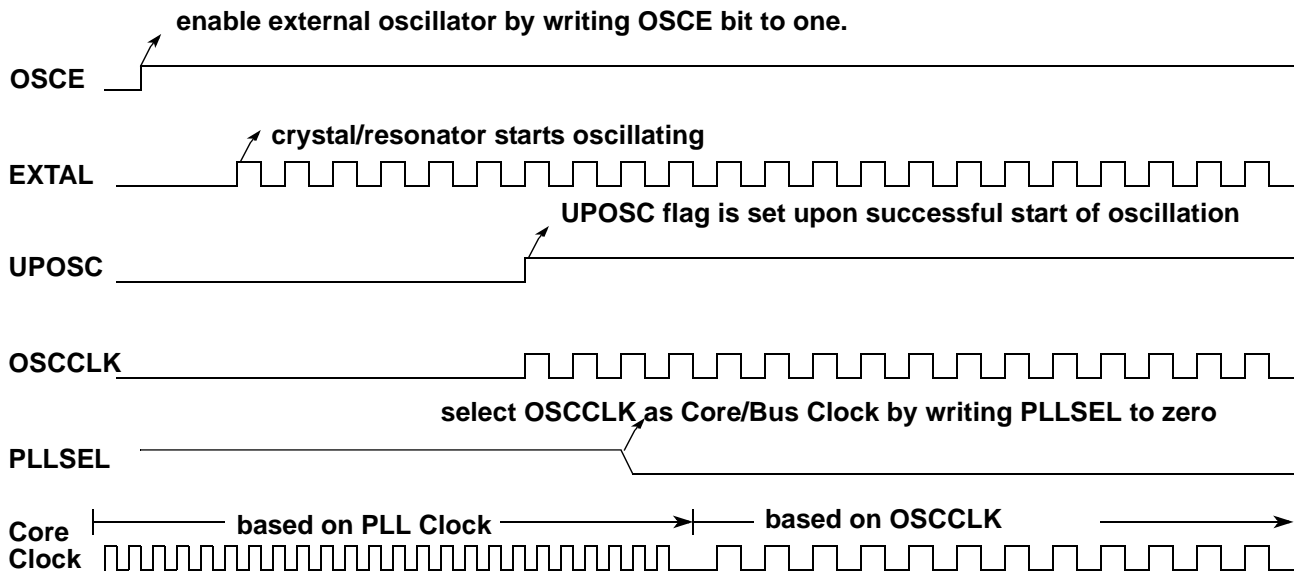 enable external oscillator by writing OSCE bit to one.
OSCE
crystal/resonator starts oscillating
EXTAL
UPOSC flag is set upon successful start of oscillation
UPOSC
OSCCLK
select OSCCLK as Core/Bus Clock by writing PLLSEL to zero
PLLSEL
based on PLL Clock
based on OSCCLK
Core
Clock